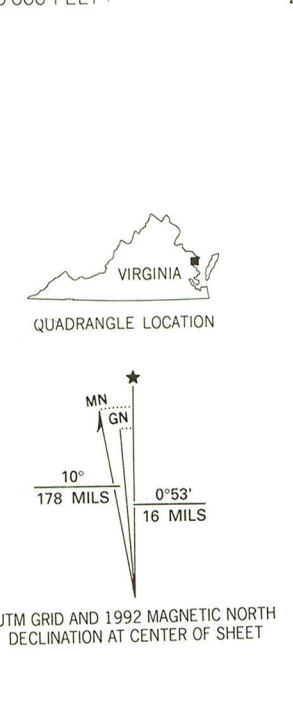 VIRGINIA
QUADRANGLE LOCATION
MN
GN
10°
178 MILS
0°53'
16 MILS
UTM GRID AND 1992 MAGNETIC NORTH
DECLINATION AT CENTER OF SHEET